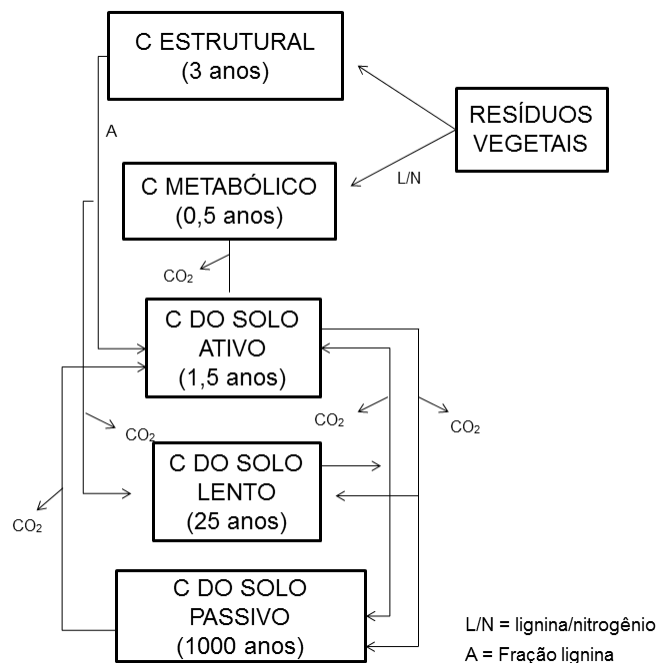 C ESTRUTURAL
(3 anos)
RESÍDUOS
VEGETAIS
A
L/N
C METABÓLICO
(0,5 anos)
CO₂
C DO SOLO
ATIVO
(1,5 anos)
CO₂
CO₂
CO₂
C DO SOLO
LENTO
(25 anos)
CO₂
C DO SOLO
PASSIVO
(1000 anos)
L/N = lignina/nitrogênio
A = Fração lignina